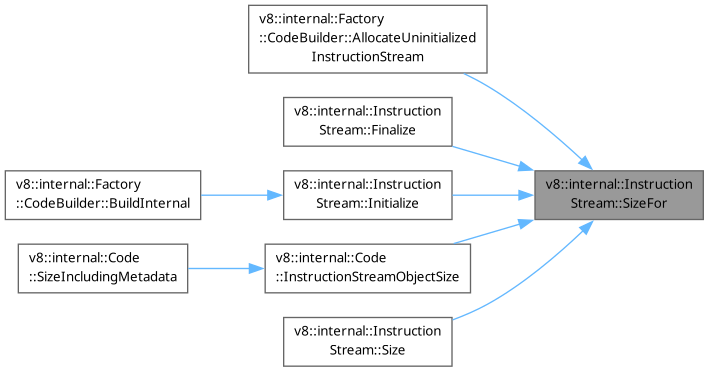 v8::internal::Factory
::CodeBuilder::AllocateUninitialized
InstructionStream
v8::internal::Instruction
Stream::Finalize
v8::internal::Factory
::CodeBuilder::BuildInternal
v8::internal::Instruction
Stream::Initialize
v8::internal::Instruction
Stream::SizeFor
v8::internal::Code
::SizeIncludingMetadata
v8::internal::Code
::InstructionStreamObjectSize
v8::internal::Instruction
Stream::Size